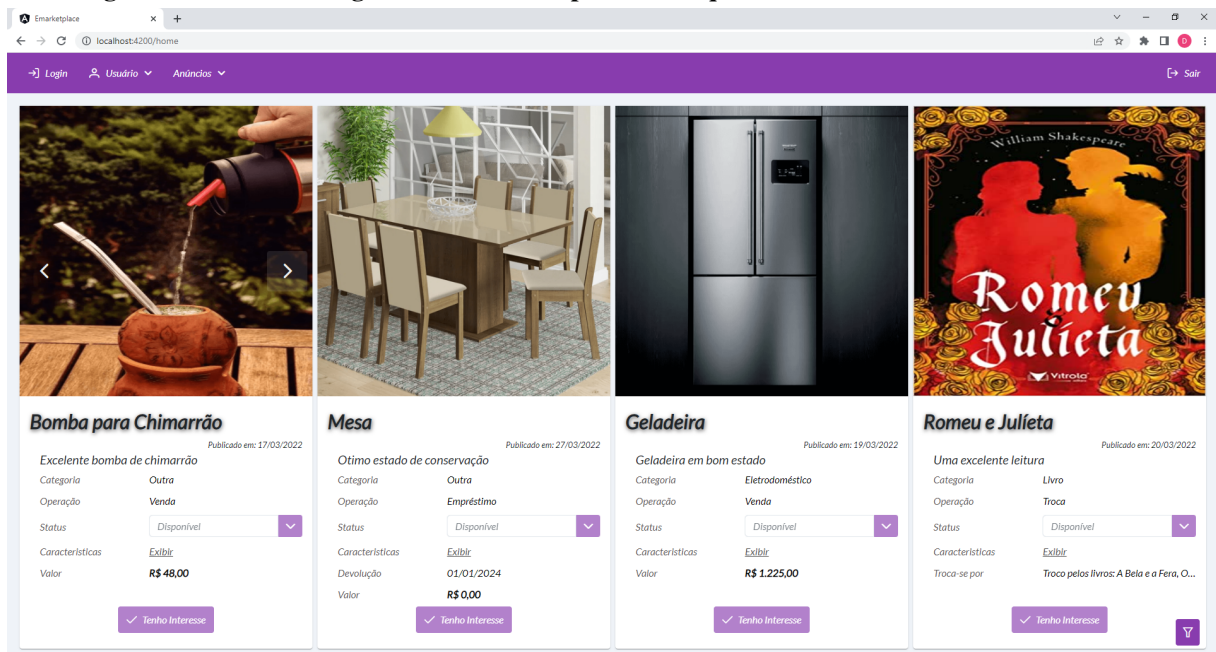 Emarketplace
localhost:4200/home
D
Login Usuário Anúncios Sair
William Shakespeare
Romeu
e
Julieta
Vitrola
Bomba para Chimarrão
Publicado em: 17/03/2022
Excelente bomba de chimarrão
Categoria Outra
Operação Venda
Status Disponível
Caracteristicas Exibir
Valor R$ 48,00
Tenho Interesse
Mesa
Publicado em: 27/03/2022
Otimo estado de conservação
Categoria Outra
Operação Empréstimo
Status Disponível
Caracteristicas Exibir
Devolução 01/01/2024
Valor R$ 0,00
Tenho Interesse
Geladeira
Publicado em: 19/03/2022
Geladeira em bom estado
Categoria Eletrodoméstico
Operação Venda
Status Disponível
Caracteristicas Exibir
Valor R$ 1.225,00
Tenho Interesse
Romeu e Julíeta
Publicado em: 20/03/2022
Uma excelente leitura
Categoria Livro
Operação Troca
Status Disponível
Caracteristicas Exibir
Troca-se por Troco pelos livros: A Bela e a Fera, O...
Tenho Interesse